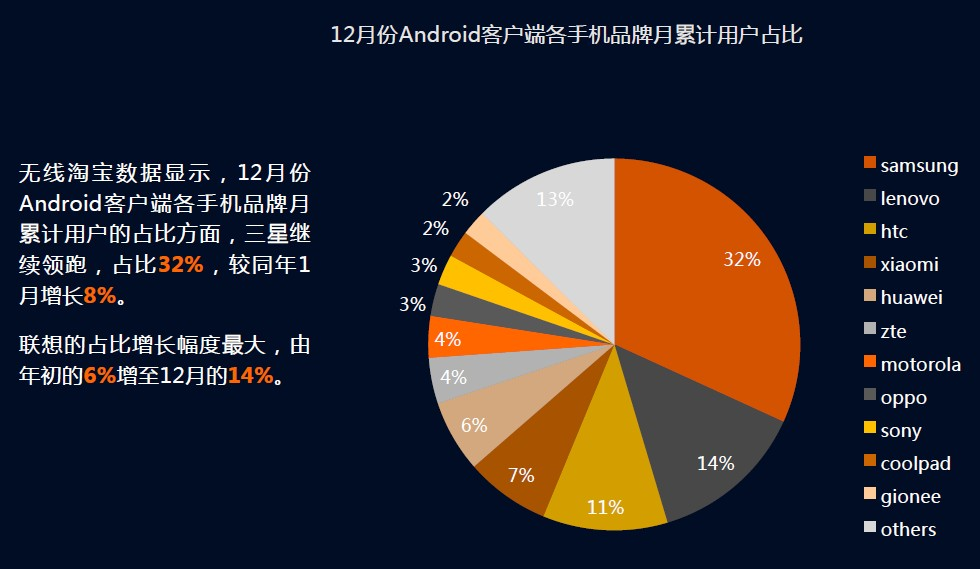 12月份Android客户端各手机品牌月累计用户占比
无线淘宝数据显示，12月份
Android客户端各手机品牌月
累计用户的占比方面，三星继
续领跑，占比32%，较同年1
月增长8%。
联想的占比增长幅度最大，由
年初的6%增至12月的14%。
32%
14%
11%
7%
6%
4%
4%
3%
3%
2%
2%
13%
samsung
lenovo
htc
xiaomi
huawei
zte
motorola
oppo
sony
coolpad
gionee
others